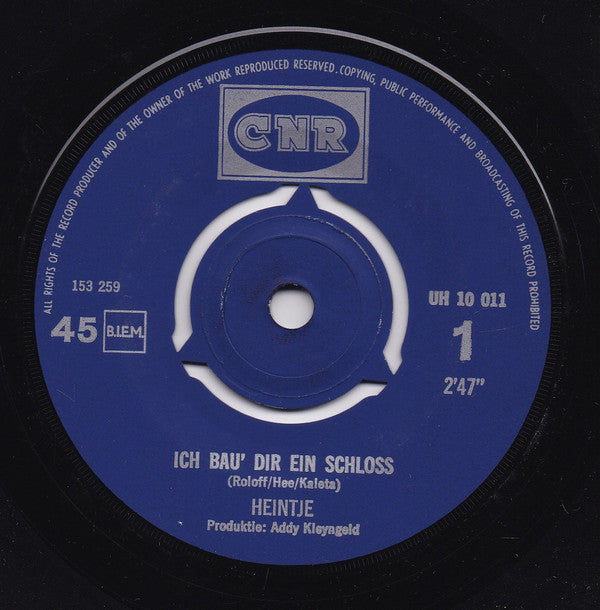 ALL RIGHTS OF THE RECORD PRODUCER AND OF THE OWNER OF THE WORK REPRODUCED RESERVED. COPYING, PUBLIC PERFORMANCE AND BROADCASTING OF THIS RECORD PROHIBITED
CNR
153 259
UH 10 011
45 B.I.E.M.
1
2'47"
ICH BAU' DIR EIN SCHLOSS
(Roloff/Hee/Kaleta)
HEINTJE
Produktie: Addy Kleyngeld